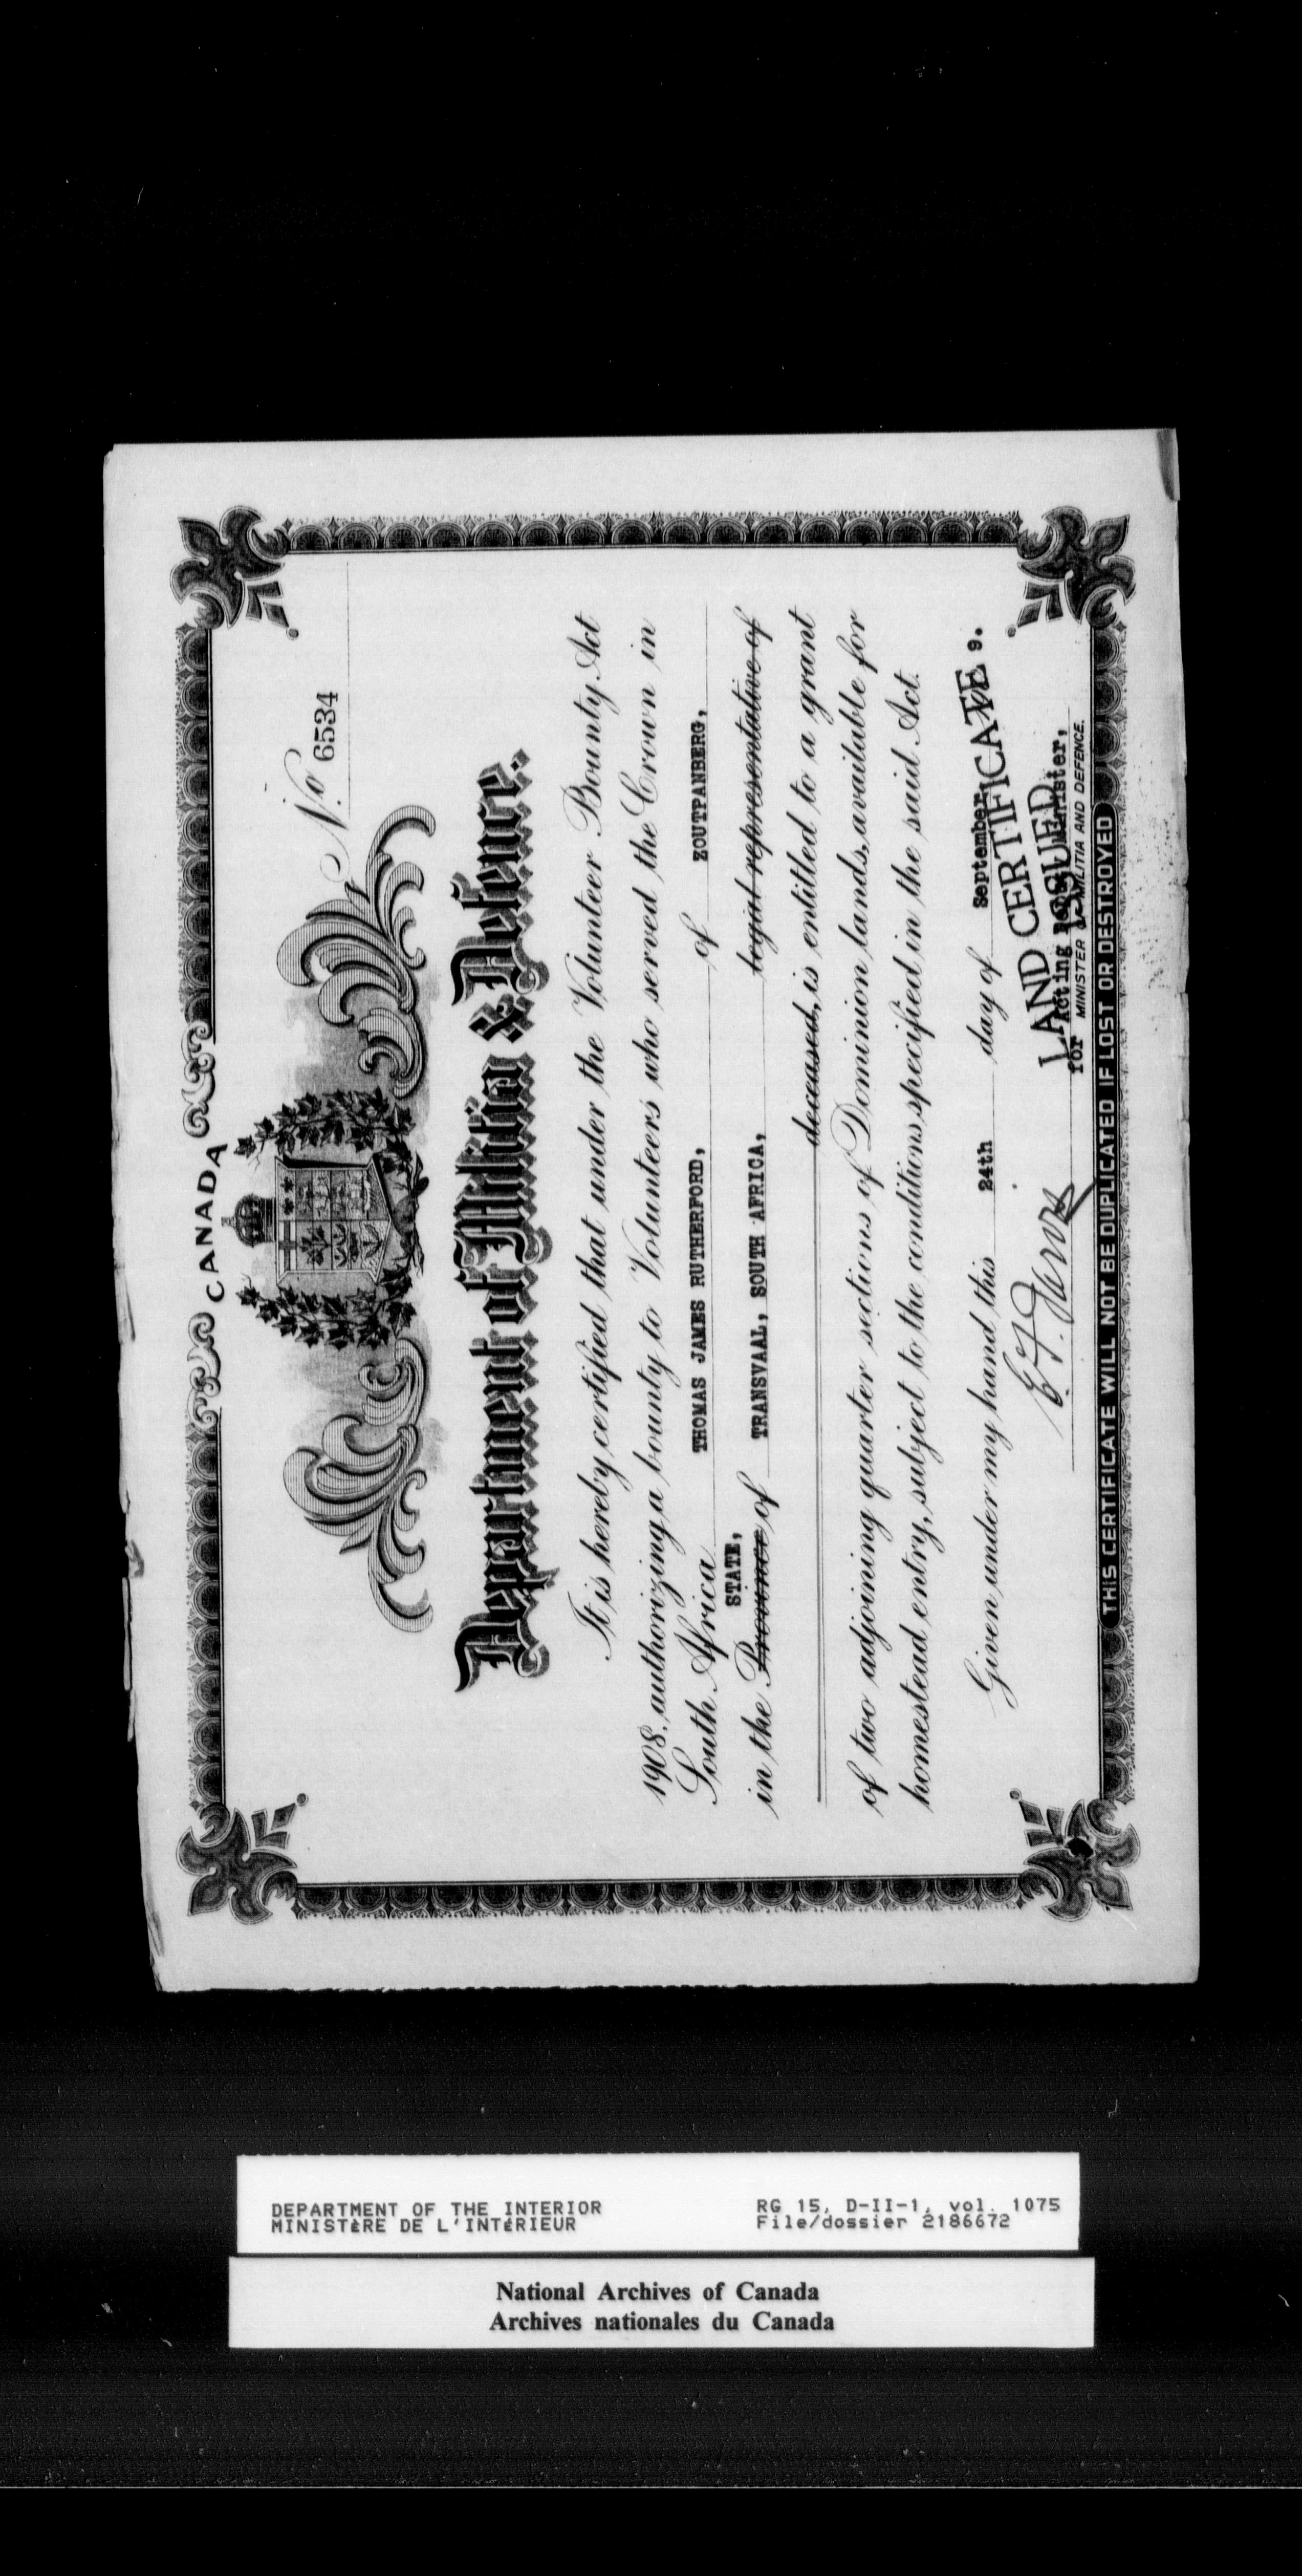 CANADA
No 6534
Department of Militia & Defence.
It is hereby certified that under the Volunteer Bounty Act
1908, authorizing a bounty to Volunteers who served the Crown in
South Africa THOMAS JAMES RUTHERFORD, of ZOUTPANBERG,
STATE,
in the Province of TRANSVAAL, SOUTH AFRICA, legal representative of
deceased, is entitled to a grant
of two adjoining quarter sections of Dominion lands, available for
homestead entry, subject to the conditions specified in the said Act.
Given under my hand, this 24th day of September, 9.
LAND CERTIFICATE
ISSUED
for Acting Minister,
MINISTER OF MILITIA AND DEFENCE.
THIS CERTIFICATE WILL NOT BE DUPLICATED IF LOST OR DESTROYED
DEPARTMENT OF THE INTERIOR RG 15, D-II-1, vol. 1075
MINISTÈRE DE L'INTÉRIEUR File/dossier 2186672
National Archives of Canada
Archives nationales du Canada